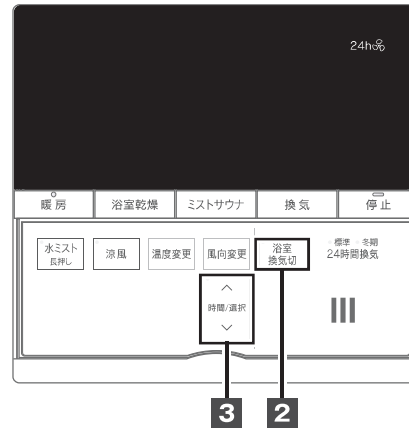 24h
暖房 浴室乾燥 ミストサウナ 換気 停止
水ミスト
長押し
涼風
温度変更
風向変更
浴室
換気切
標準 冬期
24時間換気
時間/選択
3 2